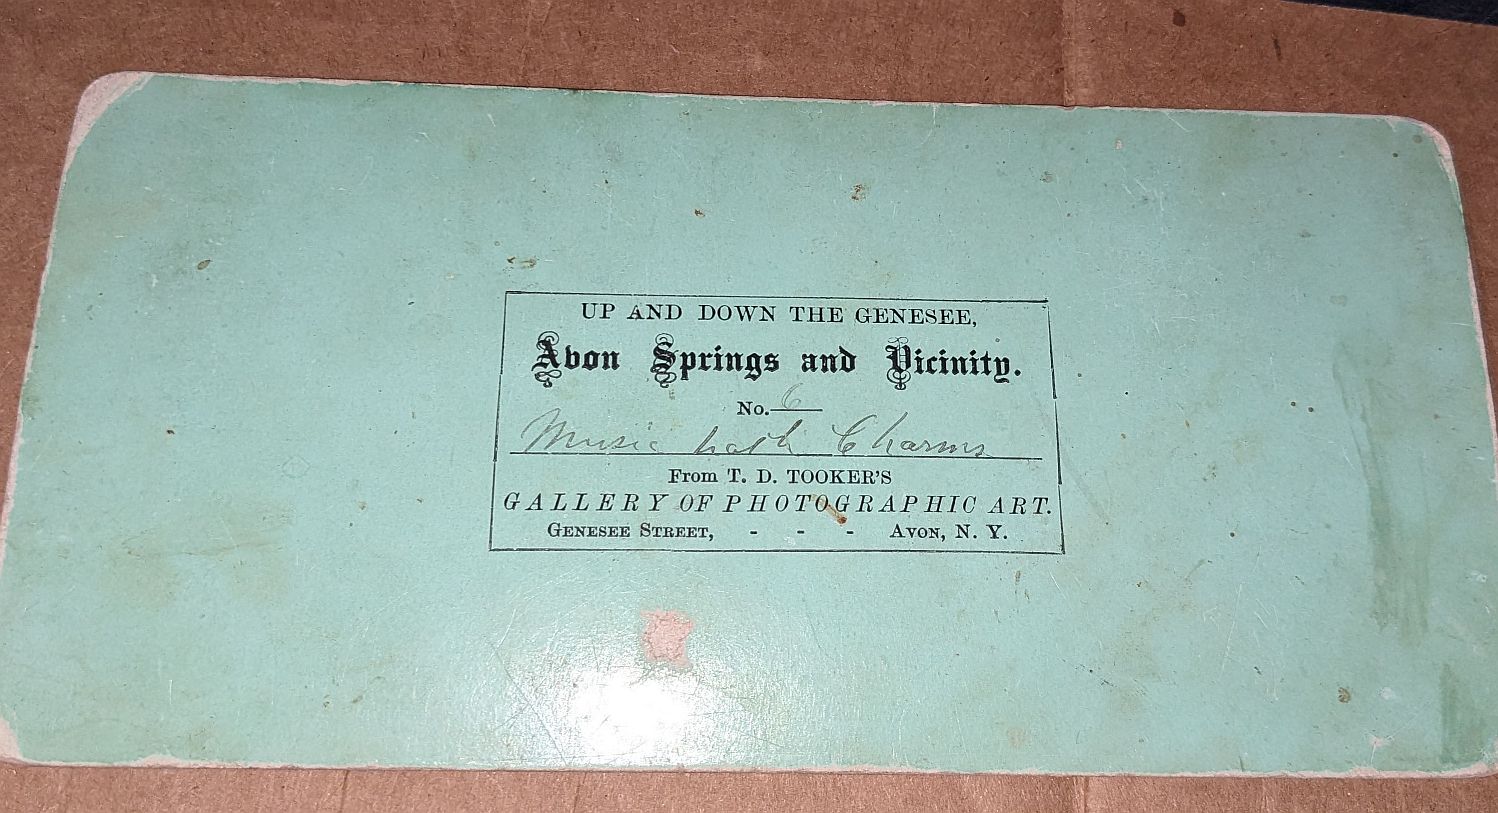 UP AND DOWN THE GENESEE,
Avon Springs and Vicinity.
No. 6
Music hath Charms
From T. D. TOOKER'S
GALLERY OF PHOTOGRAPHIC ART.
GENESEE STREET, - - - AVON, N. Y.